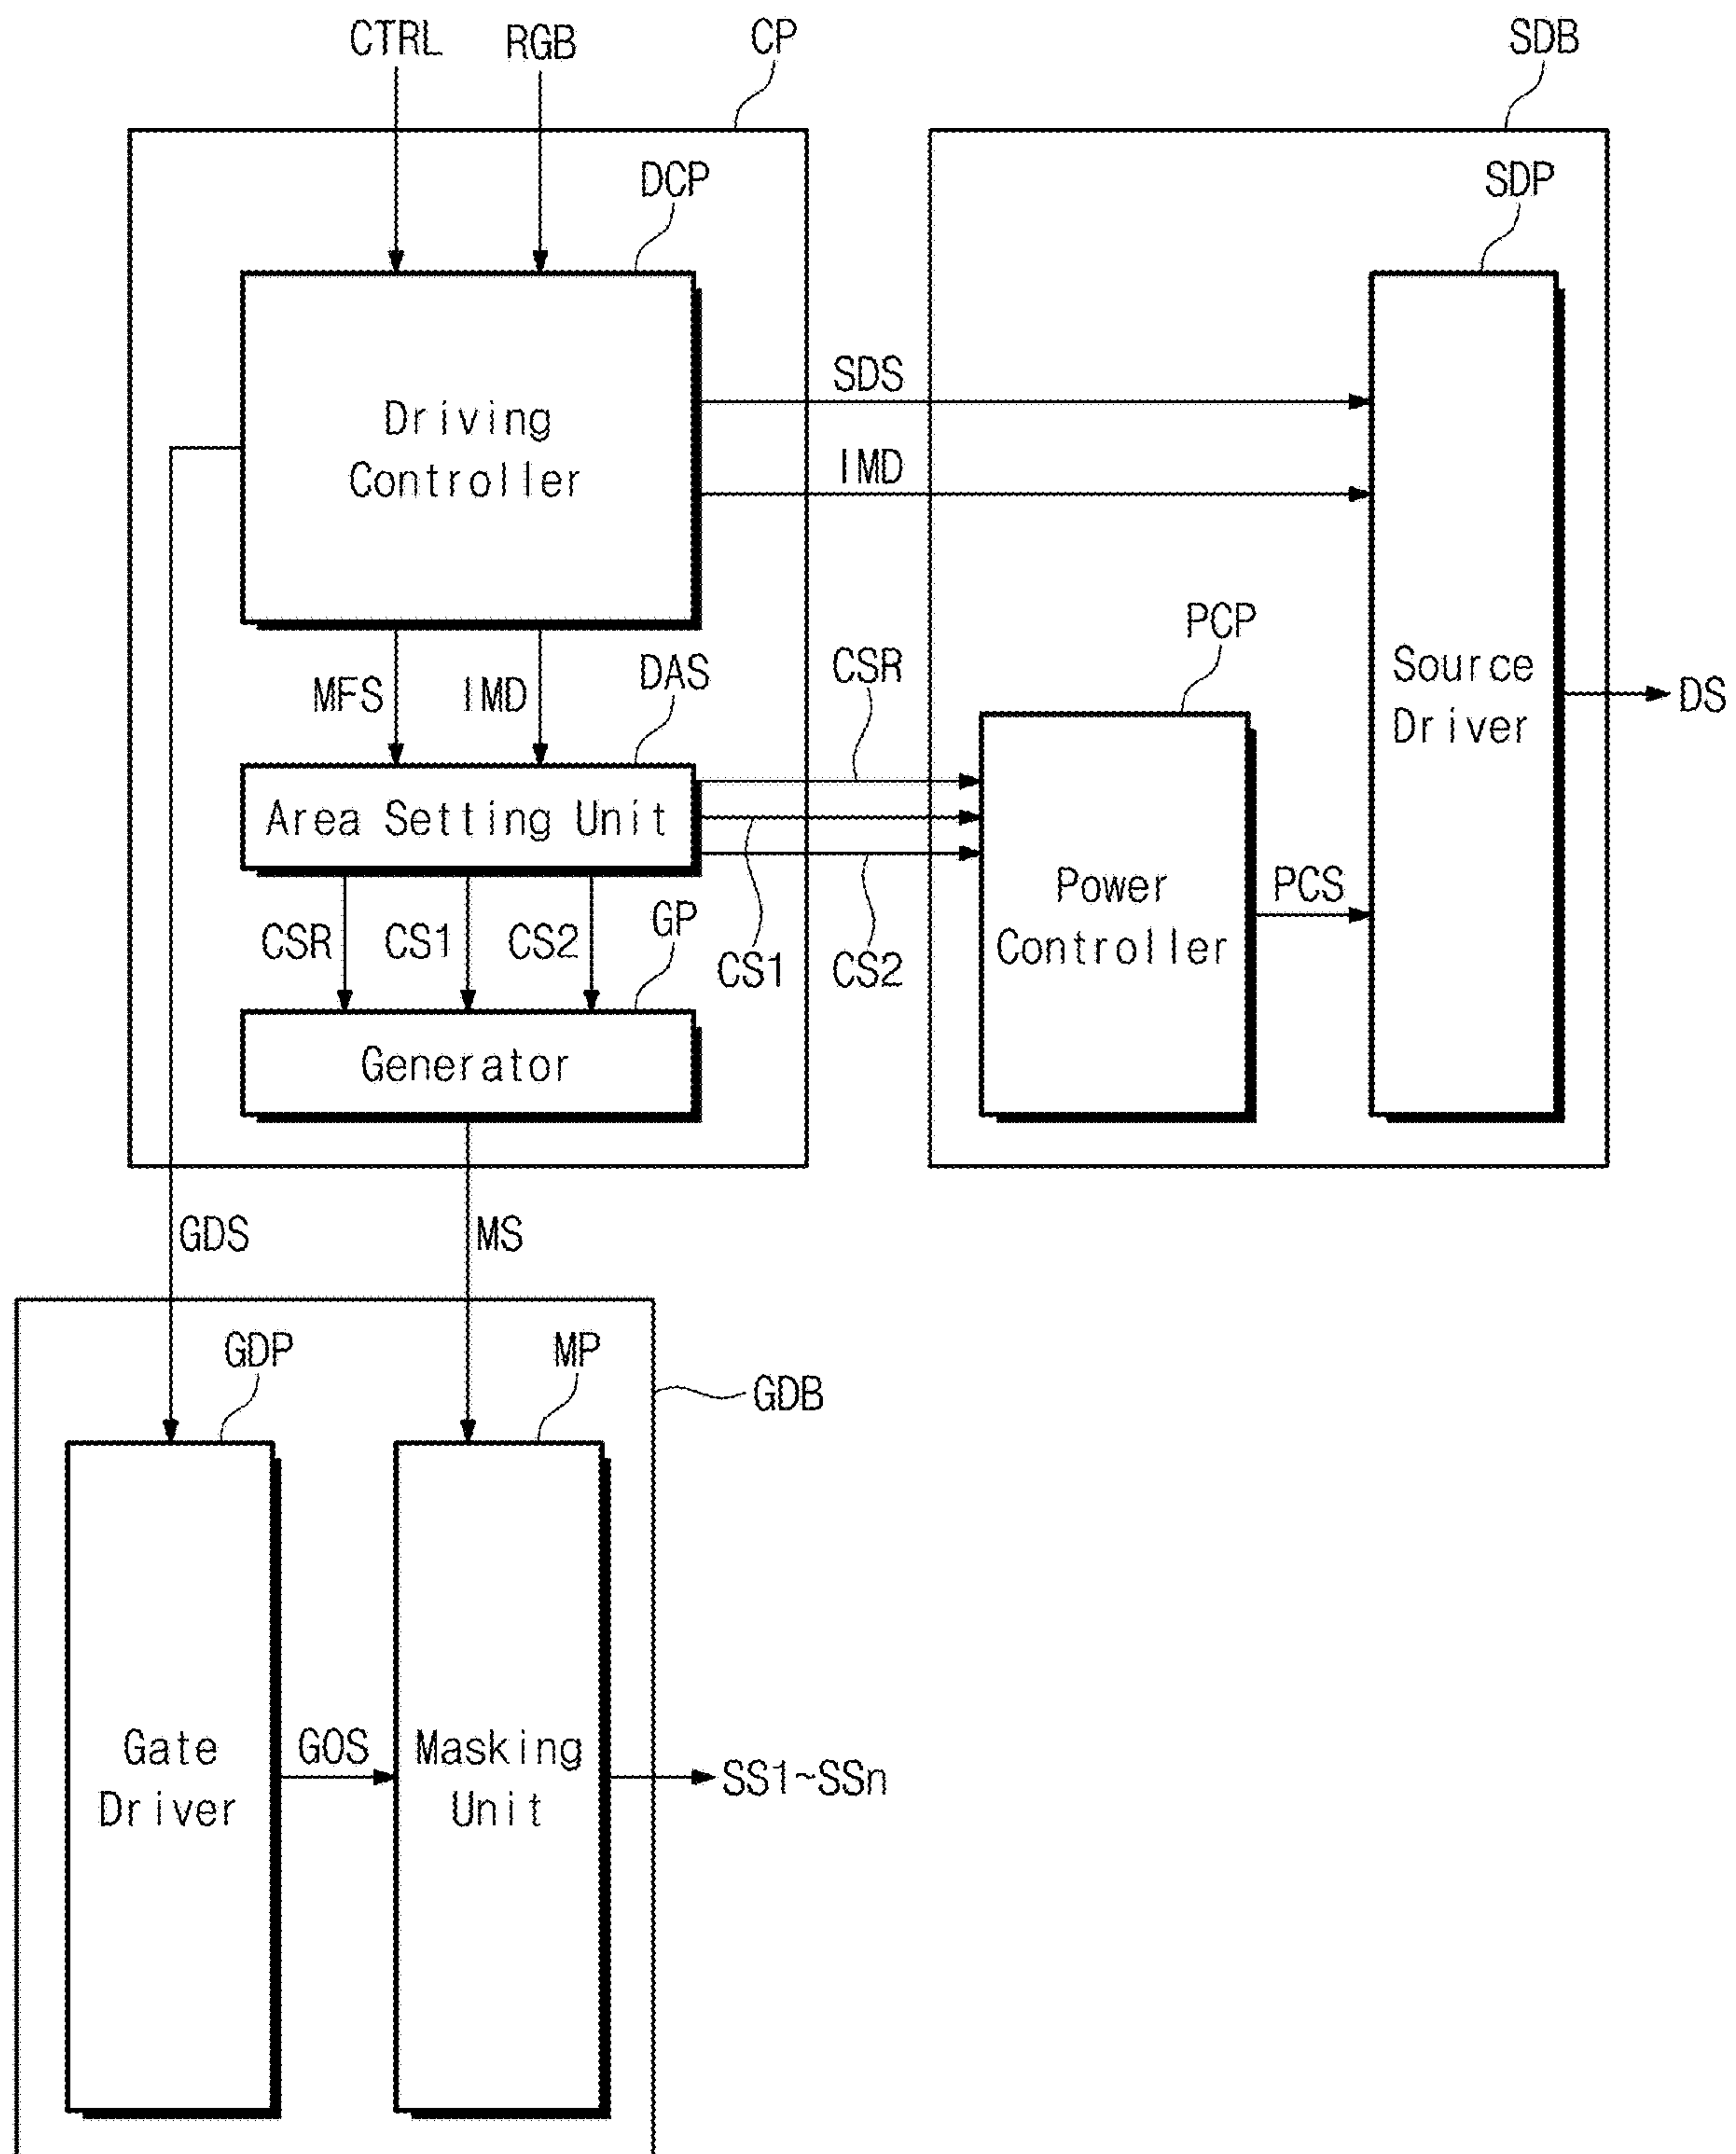 CTRL
RGB
CP
SDB
DCP
SDP
Driving
Controller
SDS
IMD
MFS
IMD
DAS
CSR
PCP
Source
Driver
DS
Area Setting Unit
CSR
CS1
CS2
GP
CS1
CS2
Power
Controller
PCS
Generator
GDS
MS
GDP
MP
GDB
Gate
Driver
GOS
Masking
Unit
SS1~SSn